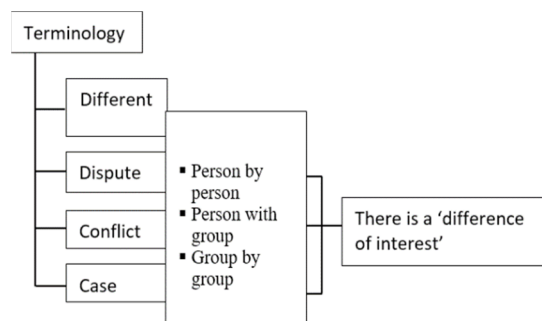 Terminology
Different
Dispute
Conflict
Case
▪ Person by
person
▪ Person with
group
▪ Group by
group
There is a ‘difference
of interest’